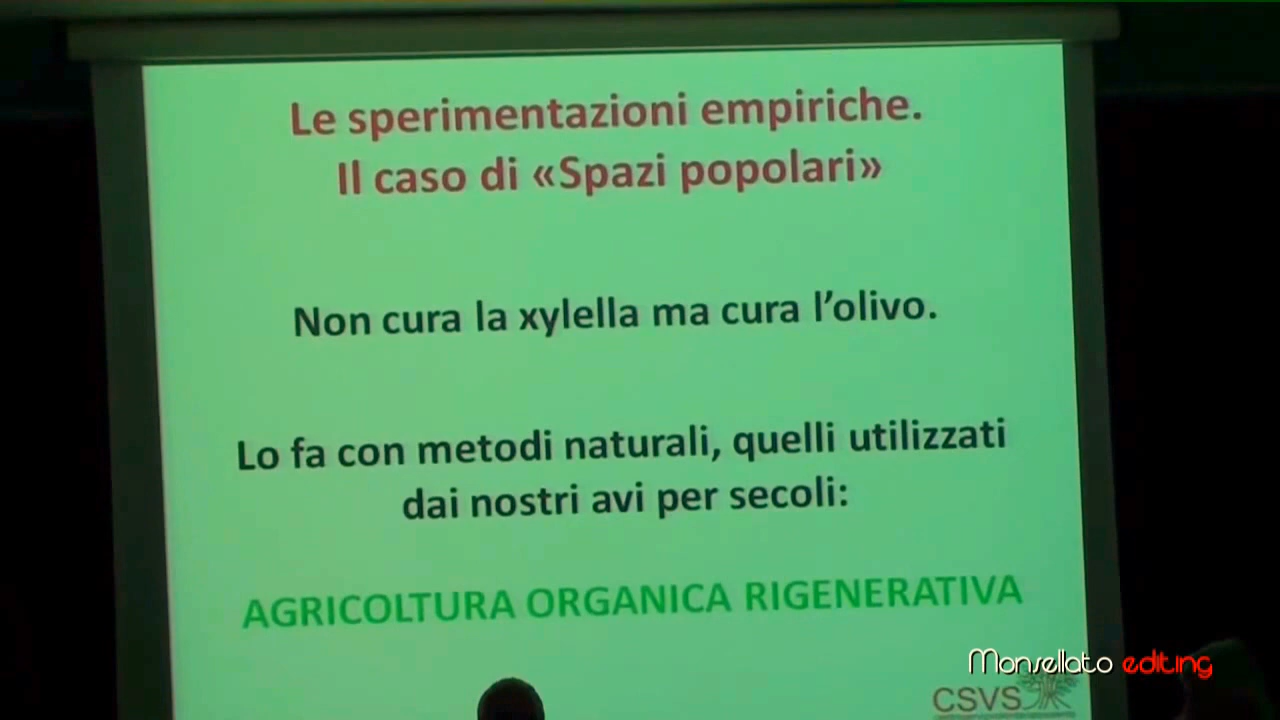 Le sperimentazioni empiriche.
Il caso di «Spazi popolari»
Non cura la xylella ma cura l’olivo.
Lo fa con metodi naturali, quelli utilizzati
dai nostri avi per secoli:
AGRICOLTURA ORGANICA RIGENERATIVA
Monsellato editing
CSVS